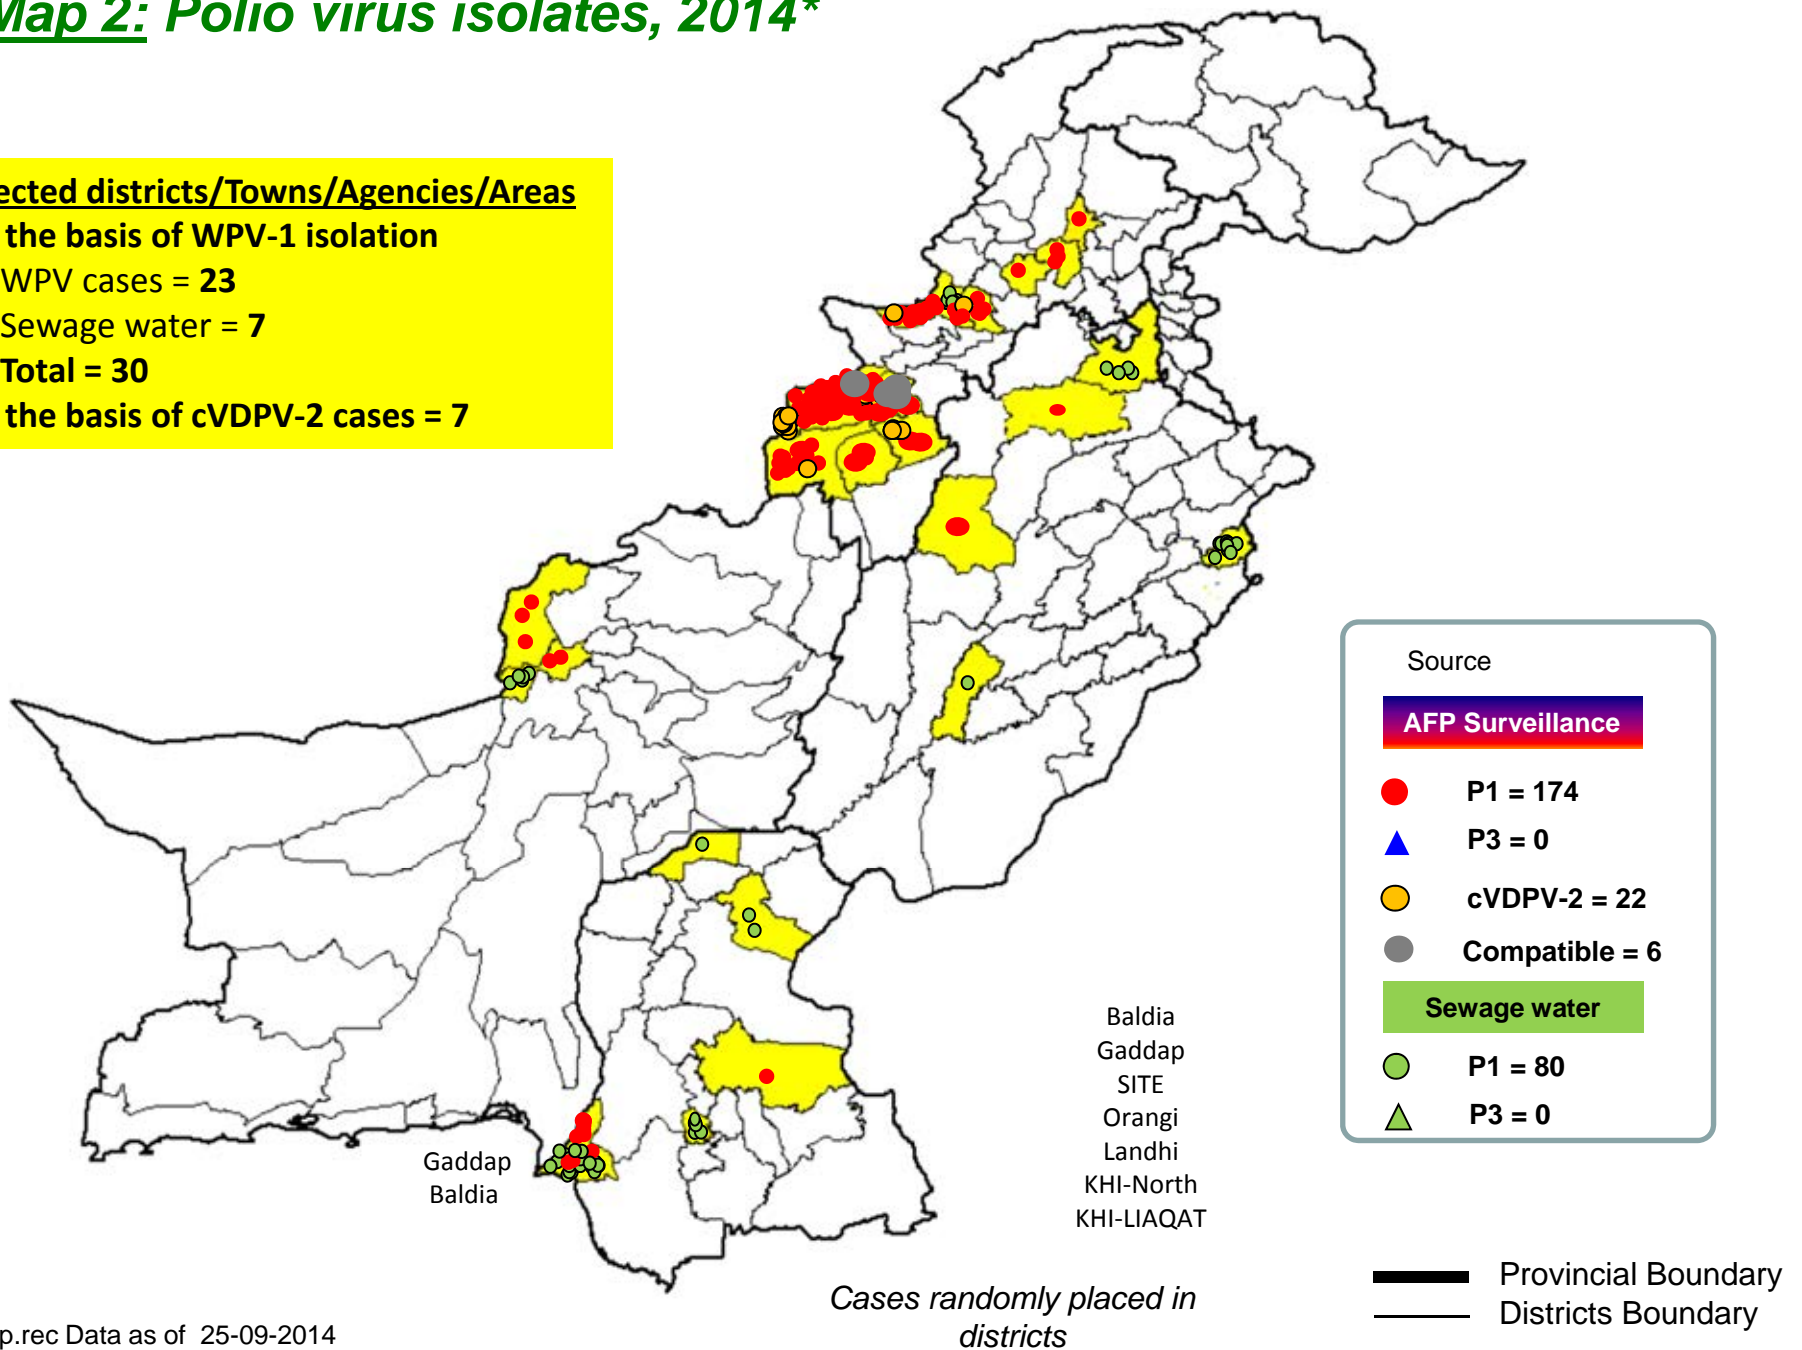 Map 2: Polio virus isolates, 2014*
ected districts/Towns/Agencies/Areas
the basis of WPV-1 isolation
WPV cases = 23
Sewage water = 7
Total = 30
the basis of cVDPV-2 cases = 7
Source
AFP Surveillance
P1 = 174
P3 = 0
cVDPV-2 = 22
Compatible = 6
Sewage water
P1 = 80
P3 = 0
Baldia
Gaddap
SITE
Orangi
Landhi
KHI-North
KHI-LIAQAT
Gaddap
Baldia
Provincial Boundary
Districts Boundary
Cases randomly placed in
districts
p.rec Data as of 25-09-2014